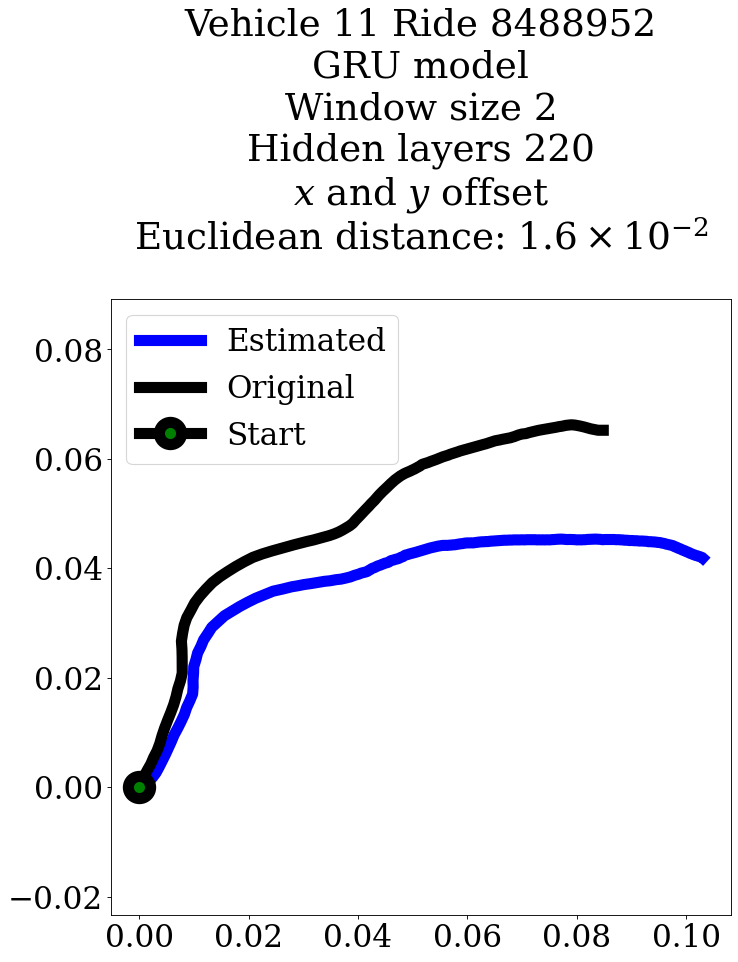 Vehicle 11 Ride 8488952
GRU model
Window size 2
Hidden layers 220
x and y offset
Euclidean distance: 1.6 × 10⁻²
Estimated
Original
Start
0.08
0.06
0.04
0.02
0.00
−0.02
0.00 0.02 0.04 0.06 0.08 0.10